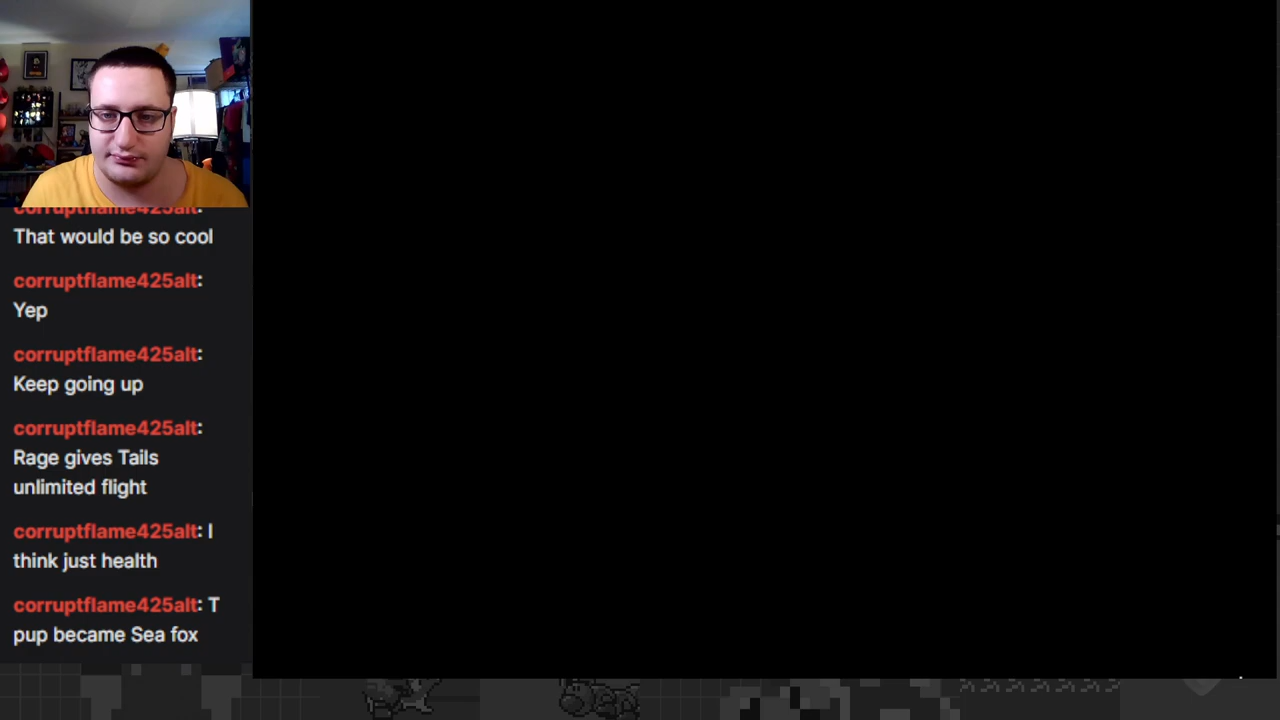 corruptflame425alt:
That would be so cool
corruptflame425alt:
Yep
corruptflame425alt:
Keep going up
corruptflame425alt:
Rage gives Tails
unlimited flight
corruptflame425alt: I
think just health
corruptflame425alt: T
pup became Sea fox